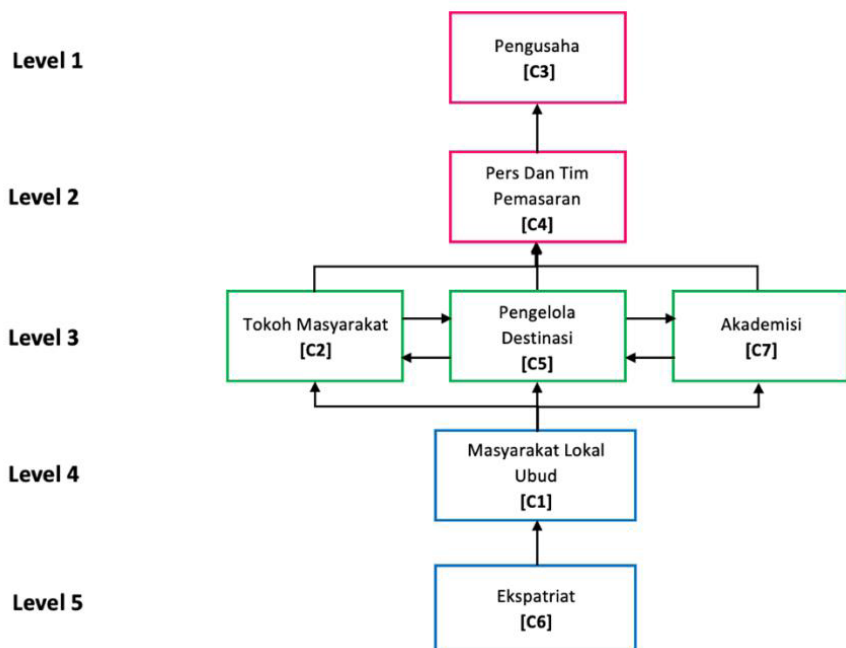 Level 1
Pengusaha
[C3]
Level 2
Pers Dan Tim
Pemasaran
[C4]
Level 3
Tokoh Masyarakat
[C2]
Pengelola
Destinasi
[C5]
Akademisi
[C7]
Level 4
Masyarakat Lokal
Ubud
[C1]
Level 5
Ekspatriat
[C6]